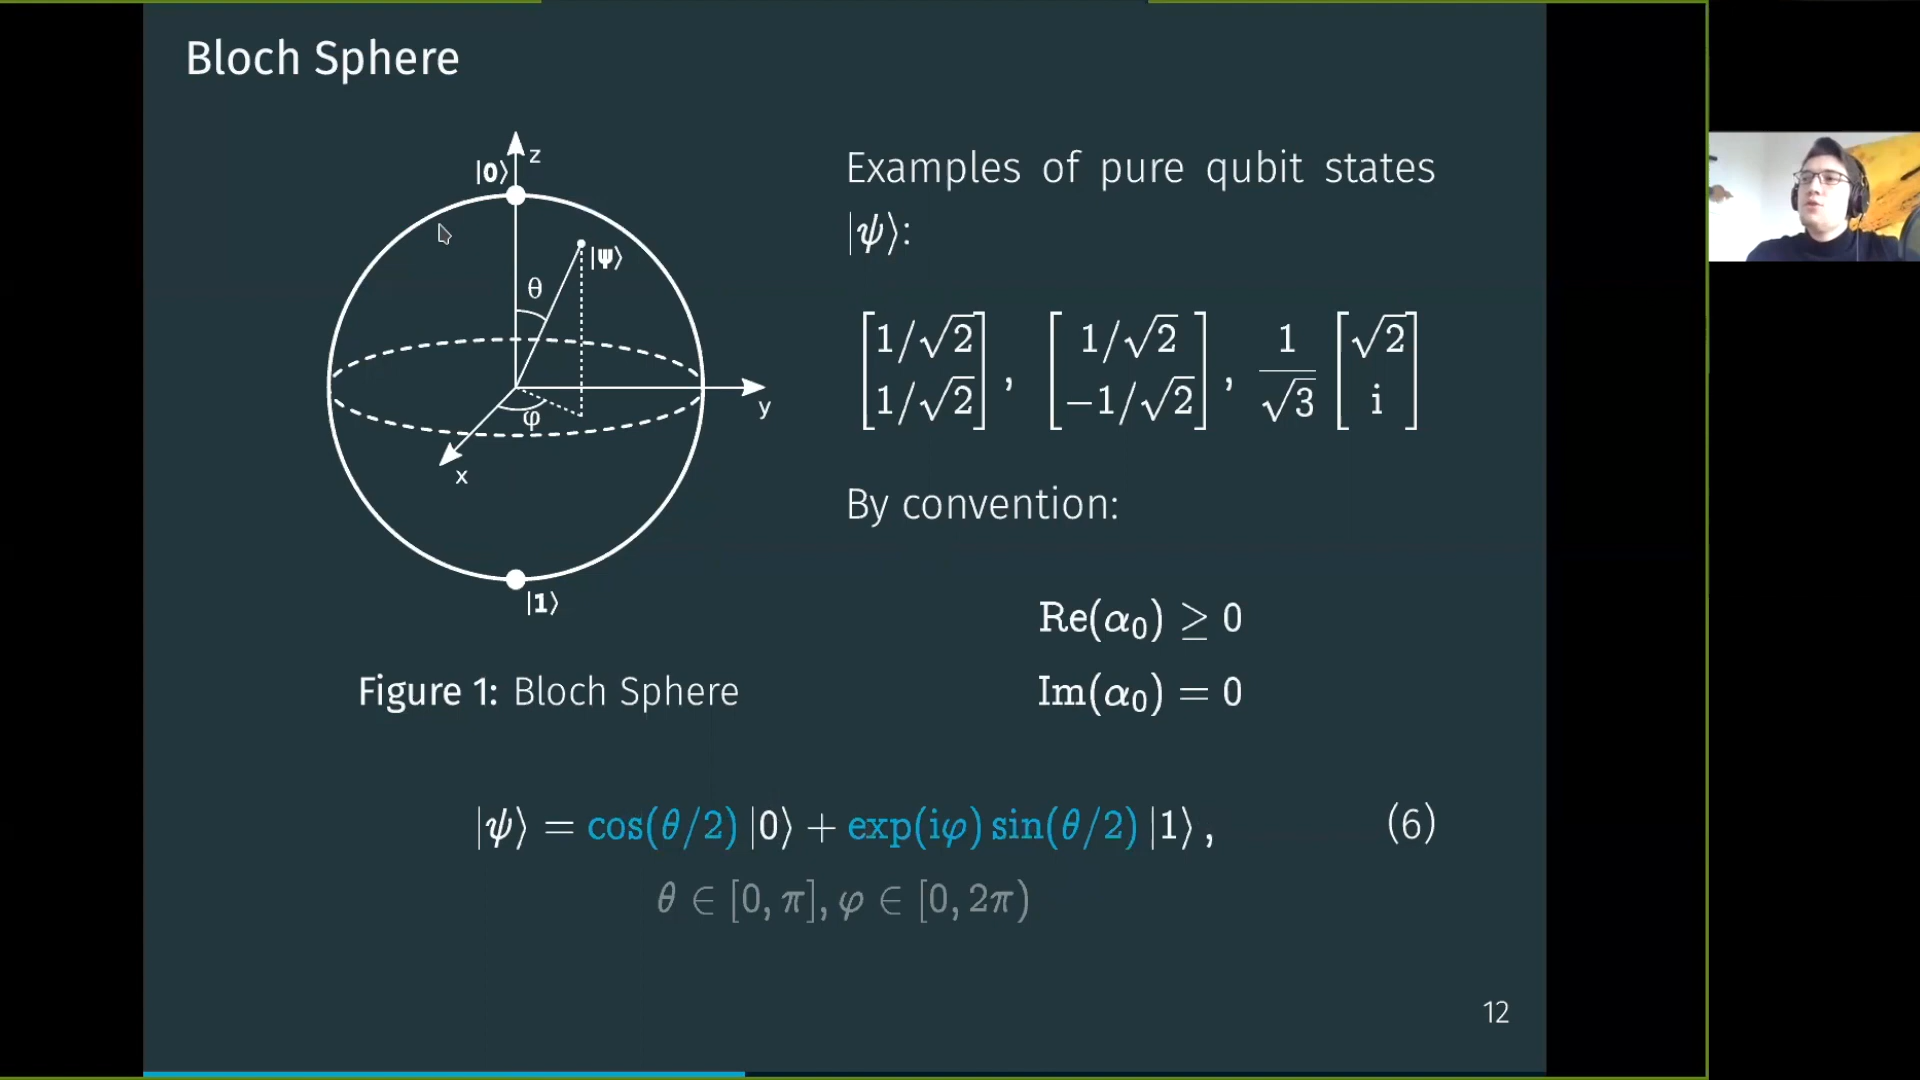 Bloch Sphere
z
|0⟩
|Ψ⟩
θ
φ
y
x
|1⟩
Figure 1: Bloch Sphere
Examples of pure qubit states
|ψ⟩:
[1/√2 1/√2], [1/√2 −1/√2], 1/√3 [√2 i]
By convention:
Re(α₀) ≥ 0
Im(α₀) = 0
|ψ⟩ = cos(θ/2) |0⟩ + exp(iφ) sin(θ/2) |1⟩, (6)
θ ∈ [0, π], φ ∈ [0, 2π)
12